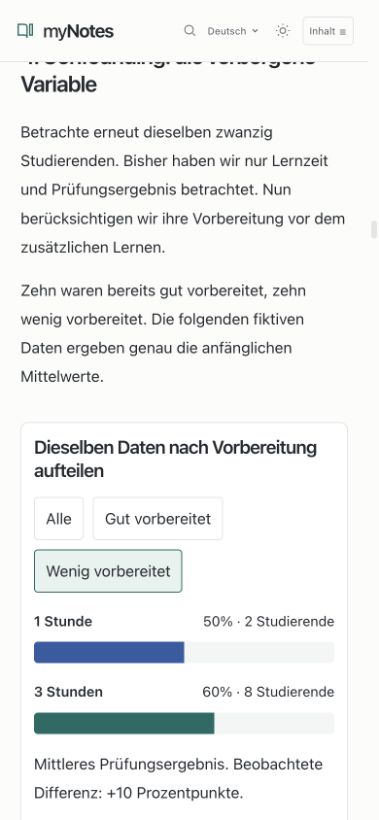 myNotes
Deutsch
Inhalt
Variable
Betrachte erneut dieselben zwanzig
Studierenden. Bisher haben wir nur Lernzeit
und Prüfungsergebnis betrachtet. Nun
berücksichtigen wir ihre Vorbereitung vor dem
zusätzlichen Lernen.
Zehn waren bereits gut vorbereitet, zehn
wenig vorbereitet. Die folgenden fiktiven
Daten ergeben genau die anfänglichen
Mittelwerte.
Dieselben Daten nach Vorbereitung
aufteilen
Alle
Gut vorbereitet
Wenig vorbereitet
1 Stunde
50% · 2 Studierende
3 Stunden
60% · 8 Studierende
Mittleres Prüfungsergebnis. Beobachtete
Differenz: +10 Prozentpunkte.